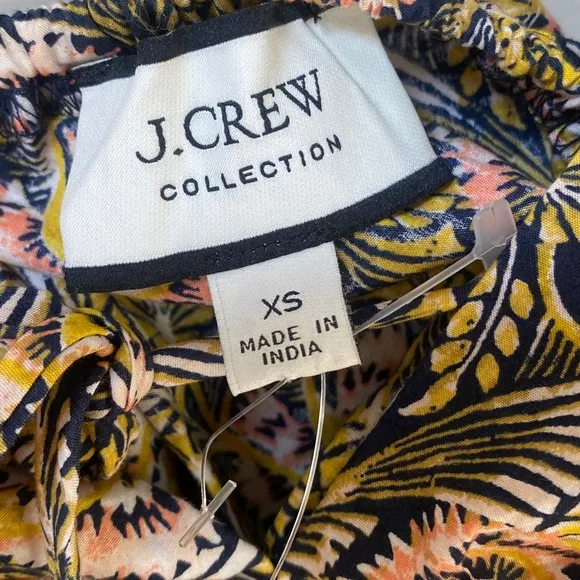 J.CREW
COLLECTION
XS
MADE IN
INDIA